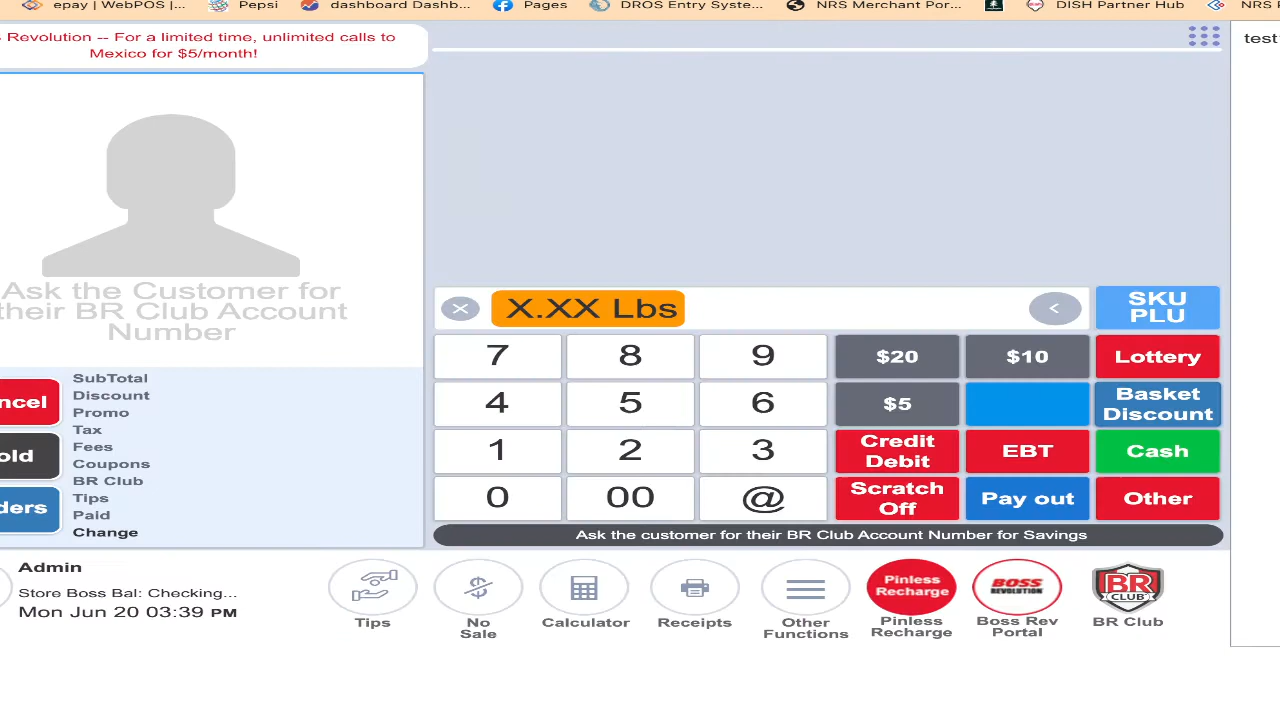 epay | WebPOS |...
Pepsi
dashboard Dashb...
Pages
DROS Entry Syste...
NRS Merchant Por...
DISH Partner Hub
Revolution -- For a limited time, unlimited calls to
Mexico for $5/month!
test
Ask the Customer for
their BR Club Account
Number
X.XX Lbs
<
SKU
PLU
7
8
9
$20
$10
Lottery
4
5
6
$5
Basket
Discount
1
2
3
Credit
Debit
EBT
Cash
0
00
@
Scratch
Off
Pay out
Other
ncel
old
ders
SubTotal
Discount
Promo
Tax
Fees
Coupons
BR Club
Tips
Paid
Change
Ask the customer for their BR Club Account Number for Savings
Admin
Store Boss Bal: Checking...
Mon Jun 20 03:39 PM
Tips
No
Sale
Calculator
Receipts
Other
Functions
Pinless
Recharge
Pinless
Recharge
BOSS
REVOLUTION
Boss Rev
Portal
BR
CLUB
BR Club